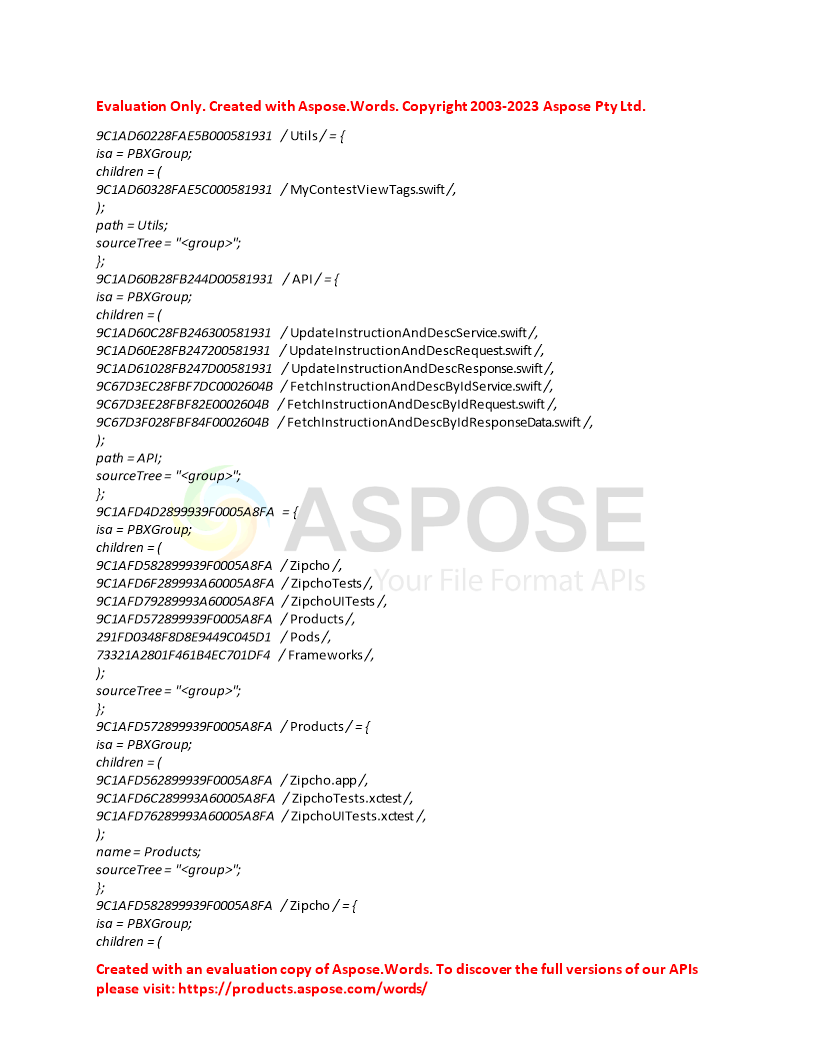 Evaluation Only. Created with Aspose.Words. Copyright 2003-2023 Aspose Pty Ltd.
9C1AD60228FAE5B000581931 / Utils / = {
isa = PBXGroup;
children = (
9C1AD60328FAE5C000581931 / MyContestViewTags.swift /,
);
path = Utils;
sourceTree = "<group>";
};
9C1AD60B28FB244D00581931 / API / = {
isa = PBXGroup;
children = (
9C1AD60C28FB246300581931 / UpdateInstructionAndDescService.swift /,
9C1AD60E28FB247200581931 / UpdateInstructionAndDescRequest.swift /,
9C1AD61028FB247D00581931 / UpdateInstructionAndDescResponse.swift /,
9C67D3EC28FBF7DC0002604B / FetchInstructionAndDescByIdService.swift /,
9C67D3EE28FBF82E0002604B / FetchInstructionAndDescByIdRequest.swift /,
9C67D3F028FBF84F0002604B / FetchInstructionAndDescByIdResponseData.swift /,
);
path = API;
sourceTree = "<group>";
};
9C1AFD4D2899939F0005A8FA = {
isa = PBXGroup;
children = (
9C1AFD582899939F0005A8FA / Zipcho /,
9C1AFD6F289993A60005A8FA / ZipchoTests /,
9C1AFD79289993A60005A8FA / ZipchoUITests /,
9C1AFD572899939F0005A8FA / Products /,
291FD0348F8D8E9449C045D1 / Pods /,
73321A2801F461B4EC701DF4 / Frameworks /,
);
sourceTree = "<group>";
};
9C1AFD572899939F0005A8FA / Products / = {
isa = PBXGroup;
children = (
9C1AFD562899939F0005A8FA / Zipcho.app /,
9C1AFD6C289993A60005A8FA / ZipchoTests.xctest /,
9C1AFD76289993A60005A8FA / ZipchoUITests.xctest /,
);
name = Products;
sourceTree = "<group>";
};
9C1AFD582899939F0005A8FA / Zipcho / = {
isa = PBXGroup;
children = (
ASPOSE
Your File Format APIs
Created with an evaluation copy of Aspose.Words. To discover the full versions of our APIs
please visit: https://products.aspose.com/words/